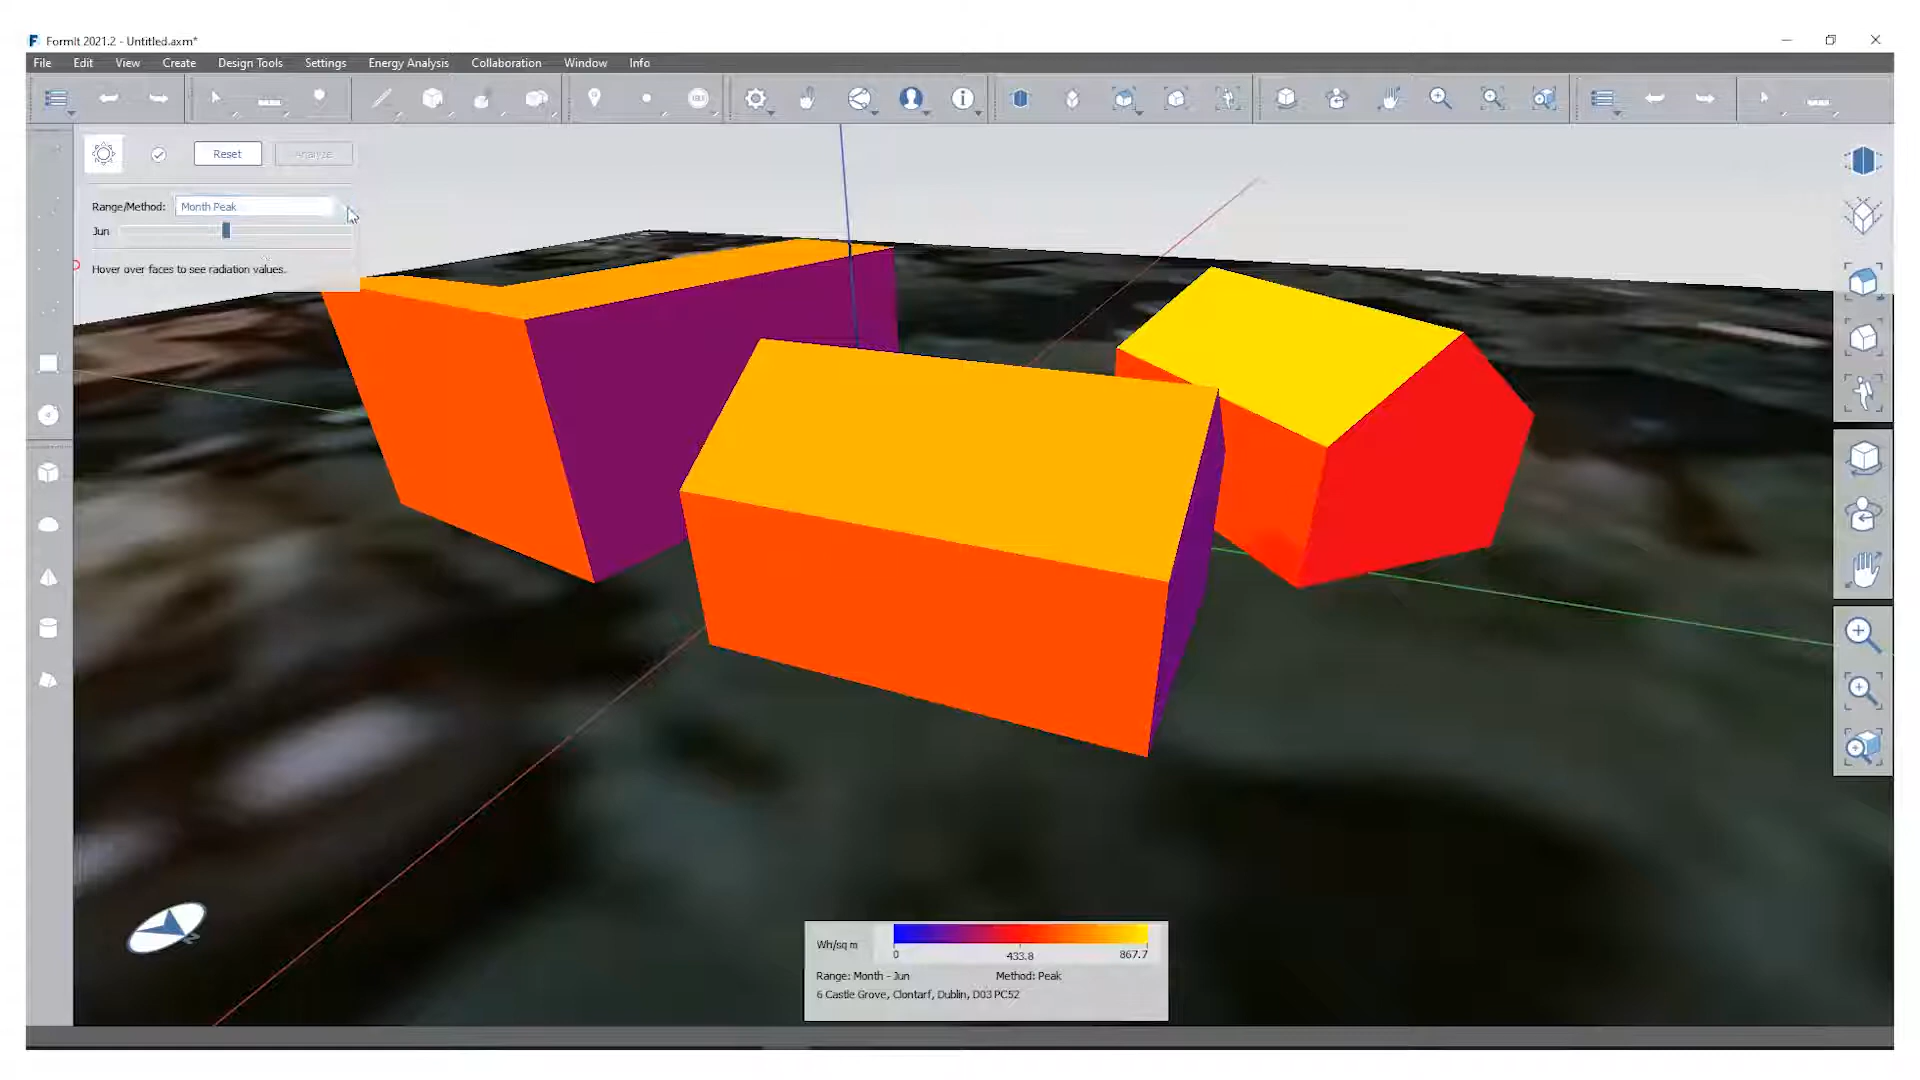 FormIt 2021.2 - Untitled.axm*
File Edit View Create Design Tools Settings Energy Analysis Collaboration Window Info
Reset Analyze
Range/Method: Month Peak
Jun
Hover over faces to see radiation values.
Wh/sq m
0 433.8 867.7
Range: Month - Jun Method: Peak
6 Castle Grove, Clontarf, Dublin, D03 PC52